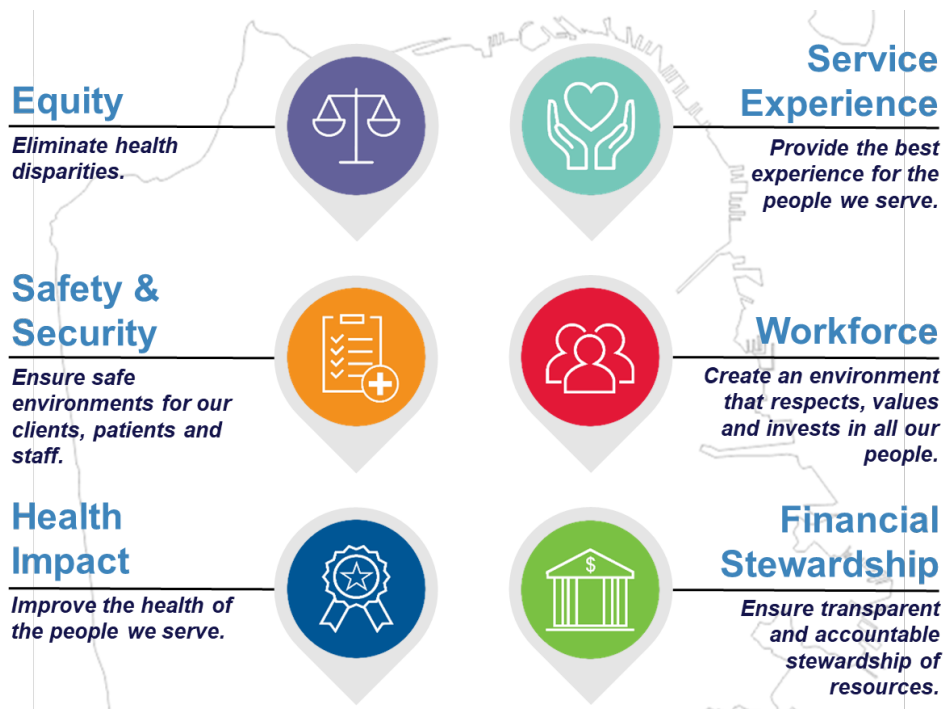 Equity
Eliminate health
disparities.
Service
Experience
Provide the best
experience for the
people we serve.
Safety &
Security
Ensure safe
environments for our
clients, patients and
staff.
Workforce
Create an environment
that respects, values
and invests in all our
people.
Health
Impact
Improve the health of
the people we serve.
$
Financial
Stewardship
Ensure transparent
and accountable
stewardship of
resources.